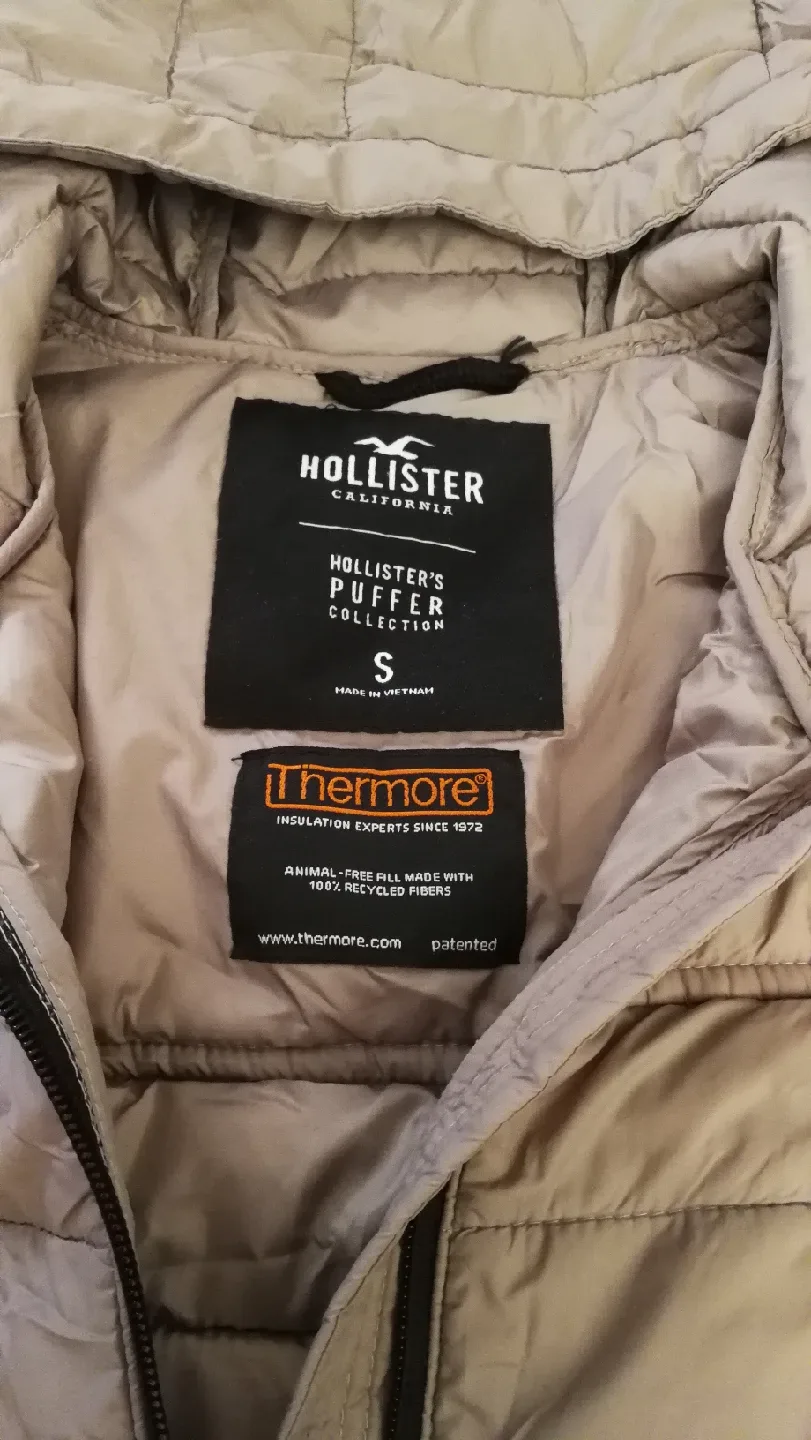 HOLLISTER
CALIFORNIA
HOLLISTER'S
PUFFER
COLLECTION
S
MADE IN VIETNAM
Thermore®
INSULATION EXPERTS SINCE 1972
ANIMAL-FREE FILL MADE WITH
100% RECYCLED FIBERS
www.thermore.com patented